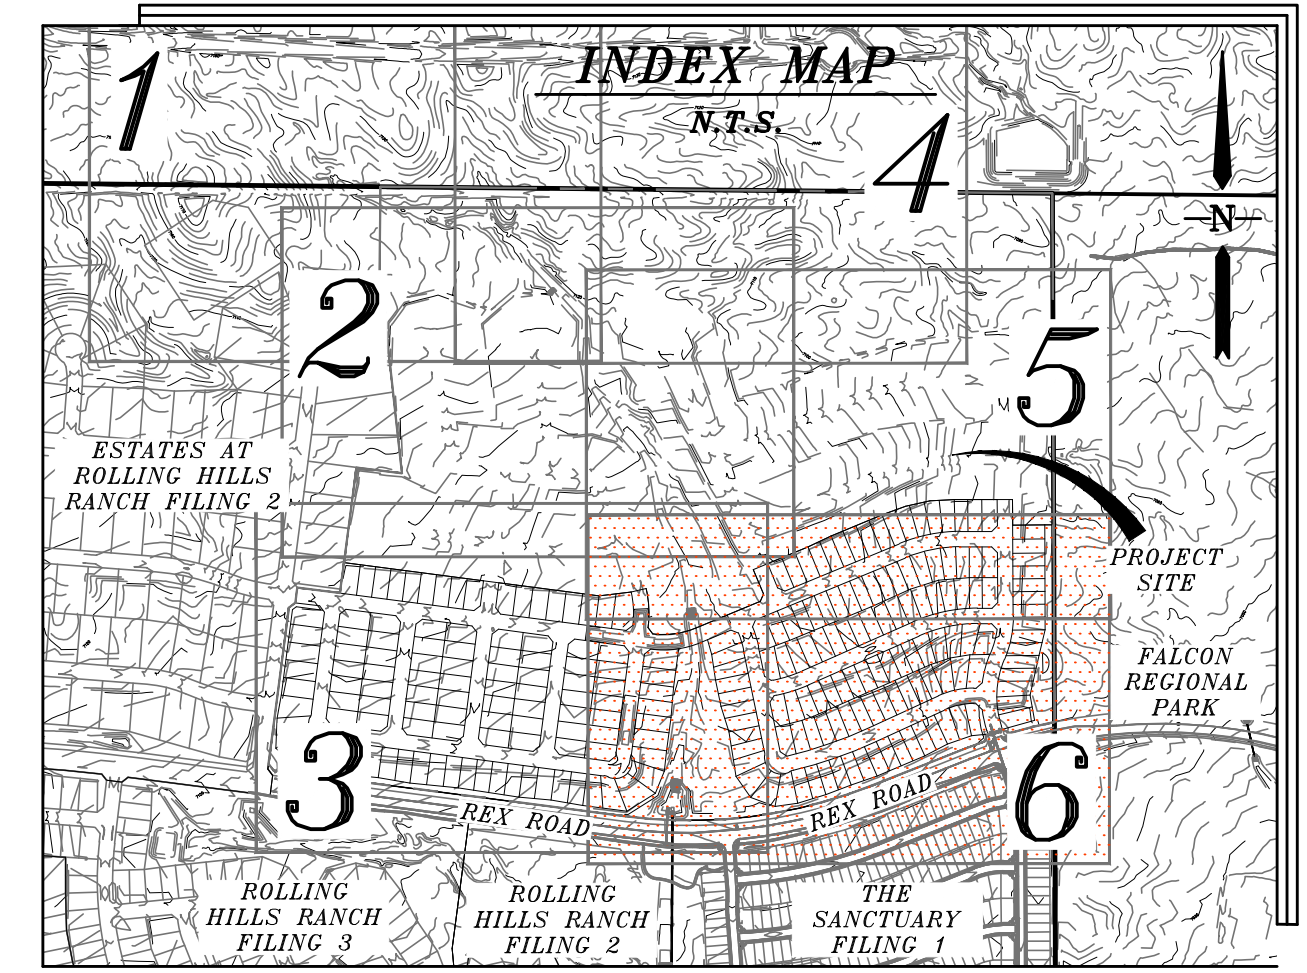 INDEX MAP
N.T.S.
1
4
N
2
5
ESTATES AT
ROLLING HILLS
RANCH FILING 2
PROJECT
SITE
FALCON
REGIONAL
PARK
3
6
REX ROAD
REX ROAD
ROLLING
HILLS RANCH
FILING 3
ROLLING
HILLS RANCH
FILING 2
THE
SANCTUARY
FILING 1